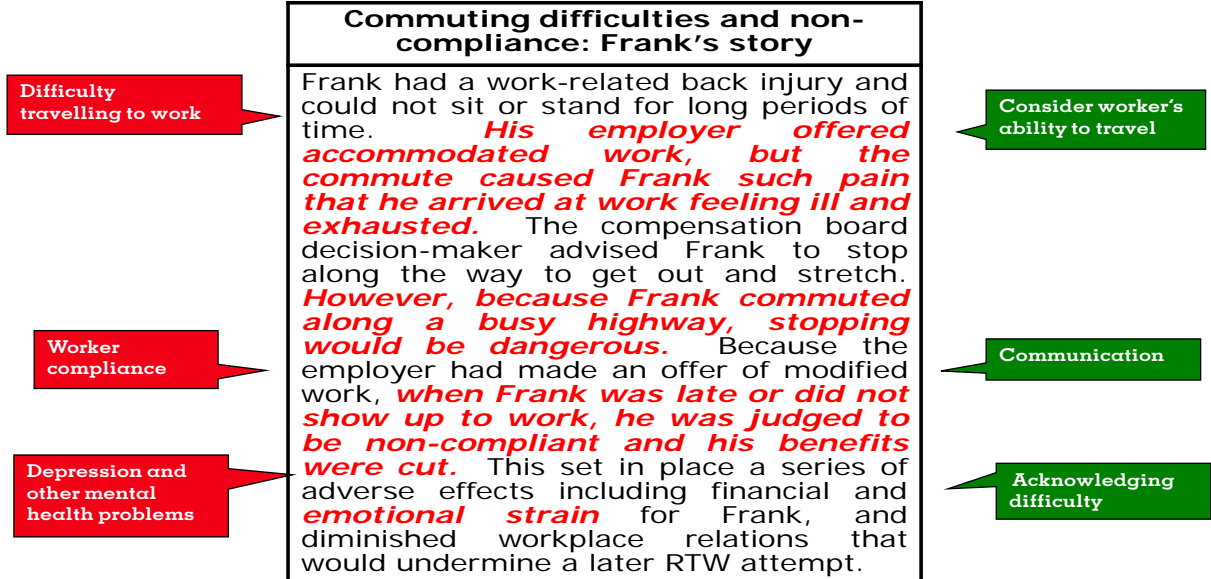 Commuting difficulties and non-
compliance: Frank's story
Difficulty
travelling to work
Frank had a work-related back injury and
could not sit or stand for long periods of
time. His employer offered
accommodated work, but the
commute caused Frank such pain
that he arrived at work feeling ill and
exhausted. The compensation board
decision-maker advised Frank to stop
along the way to get out and stretch.
However, because Frank commuted
along a busy highway, stopping
would be dangerous. Because the
employer had made an offer of modified
work, when Frank was late or did not
show up to work, he was judged to
be non-compliant and his benefits
were cut. This set in place a series of
adverse effects including financial and
emotional strain for Frank, and
diminished workplace relations that
would undermine a later RTW attempt.
Consider worker's
ability to travel
Worker
compliance
Communication
Depression and
other mental
health problems
Acknowledging
difficulty